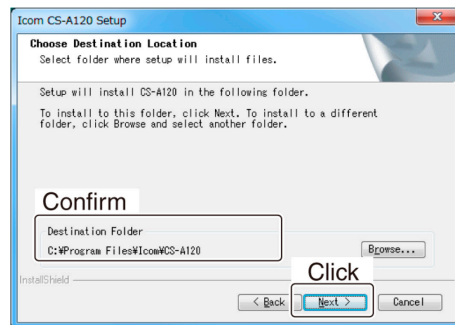 Icom CS-A120 Setup
Choose Destination Location
Select folder where setup will install files.
Setup will install CS-A120 in the following folder.
To install to this folder, click Next. To install to a different
folder, click Browse and select another folder.
Confirm
Destination Folder
C:¥Program Files¥Icom¥CS-A120
Browse...
Click
InstallShield
< Back
Next >
Cancel